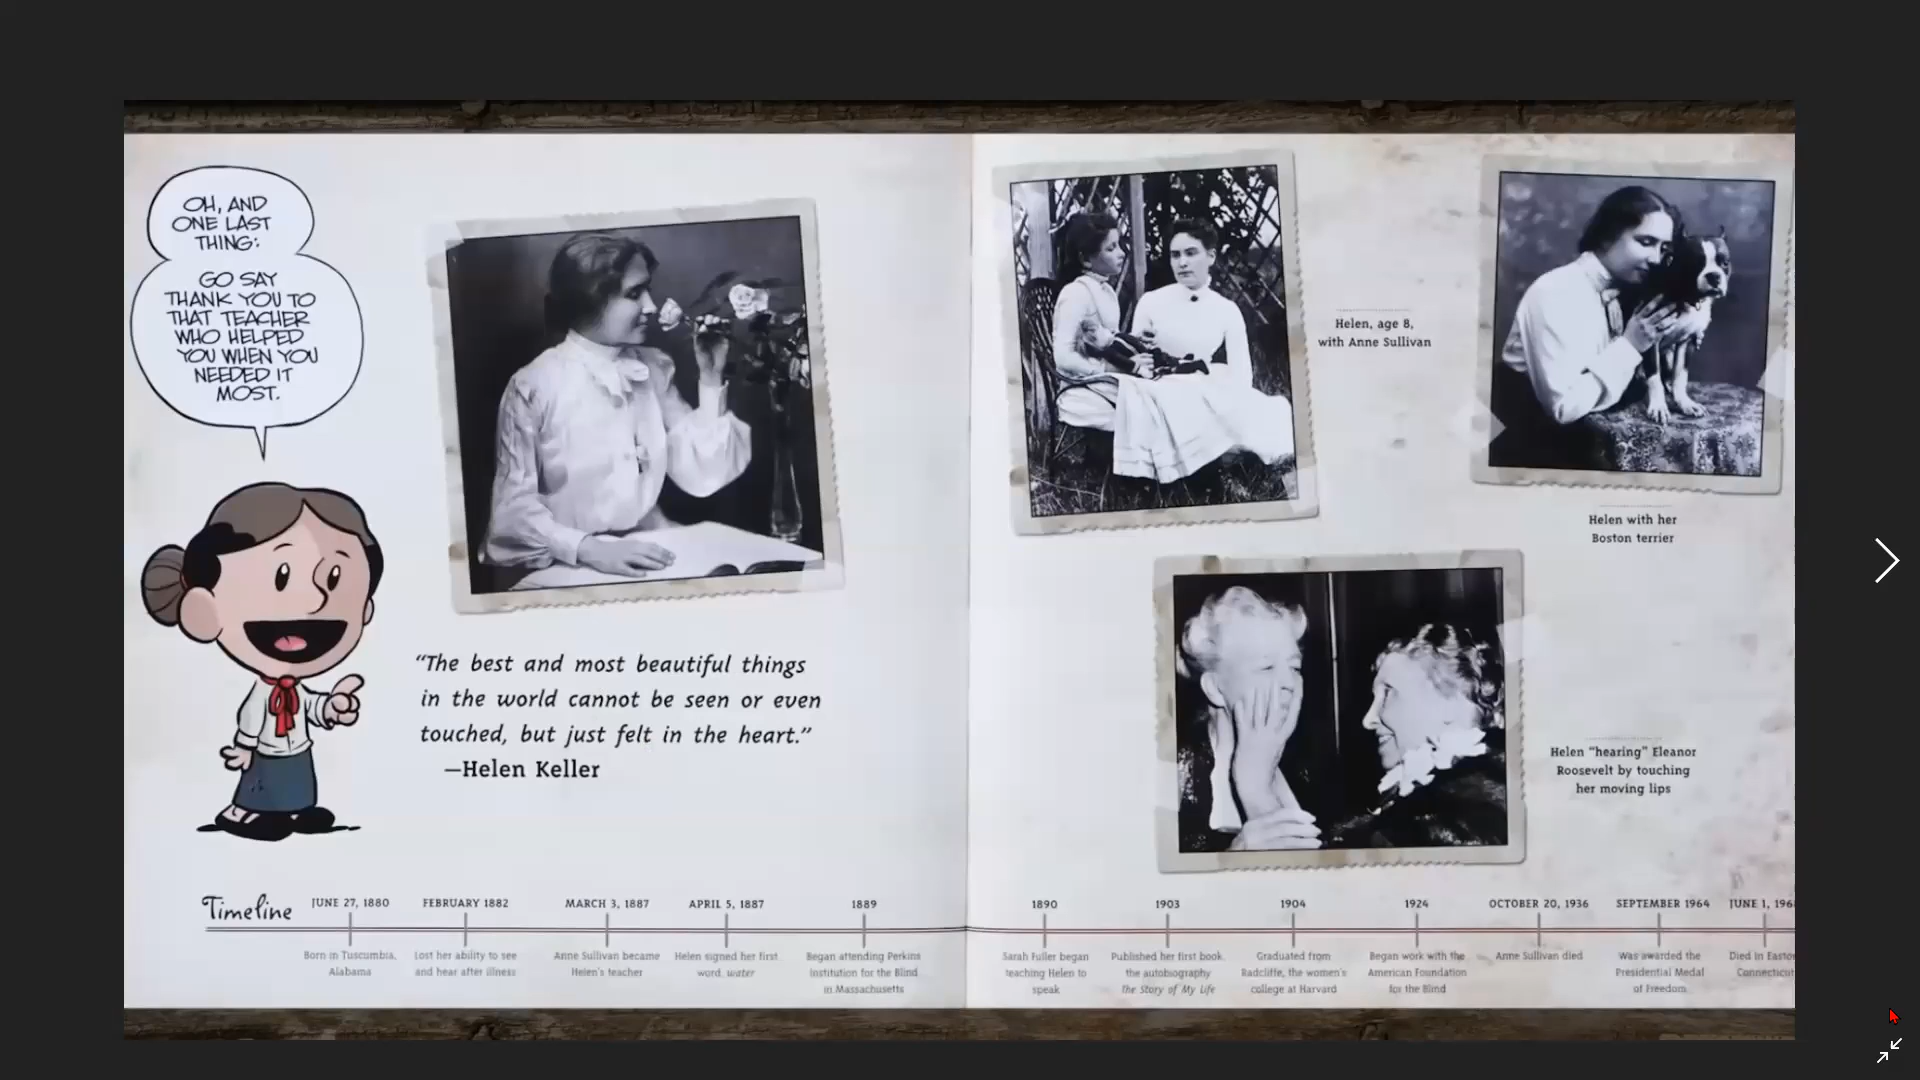 OH, AND
ONE LAST
THING:
GO SAY
THANK YOU TO
THAT TEACHER
WHO HELPED
YOU WHEN YOU
NEEDED IT
MOST.
“The best and most beautiful things
in the world cannot be seen or even
touched, but just felt in the heart.”
—Helen Keller
Helen, age 8,
with Anne Sullivan
Helen with her
Boston terrier
Helen “hearing” Eleanor
Roosevelt by touching
her moving lips
Timeline
JUNE 27, 1880
Born in Tuscumbia,
Alabama
FEBRUARY 1882
Lost her ability to see
and hear after illness
MARCH 3, 1887
Anne Sullivan became
Helen's teacher
APRIL 5, 1887
Helen signed her first
word, water
1889
Began attending Perkins
Institution for the Blind
in Massachusetts
1890
Sarah Fuller began
teaching Helen to
speak
1903
Published her first book,
the autobiography
The Story of My Life
1904
Graduated from
Radcliffe, the women's
college at Harvard
1924
Began work with the
American Foundation
for the Blind
OCTOBER 20, 1936
Anne Sullivan died
SEPTEMBER 1964
Was awarded the
Presidential Medal
of Freedom
JUNE 1,
Died in